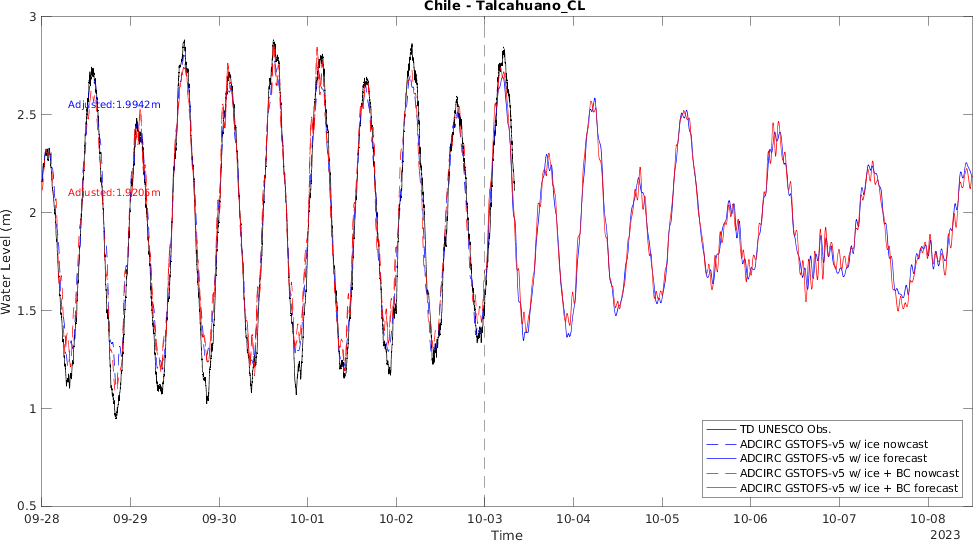 Chile - Talcahuano_CL
3
2.5
2
1.5
1
0.5
Water Level (m)
Adjusted:1.9942m
Adjusted:1.9205m
TD UNESCO Obs.
ADCIRC GSTOFS-v5 w/ ice nowcast
ADCIRC GSTOFS-v5 w/ ice forecast
ADCIRC GSTOFS-v5 w/ ice + BC nowcast
ADCIRC GSTOFS-v5 w/ ice + BC forecast
09-28 09-29 09-30 10-01 10-02 10-03 10-04 10-05 10-06 10-07 10-08
Time
2023